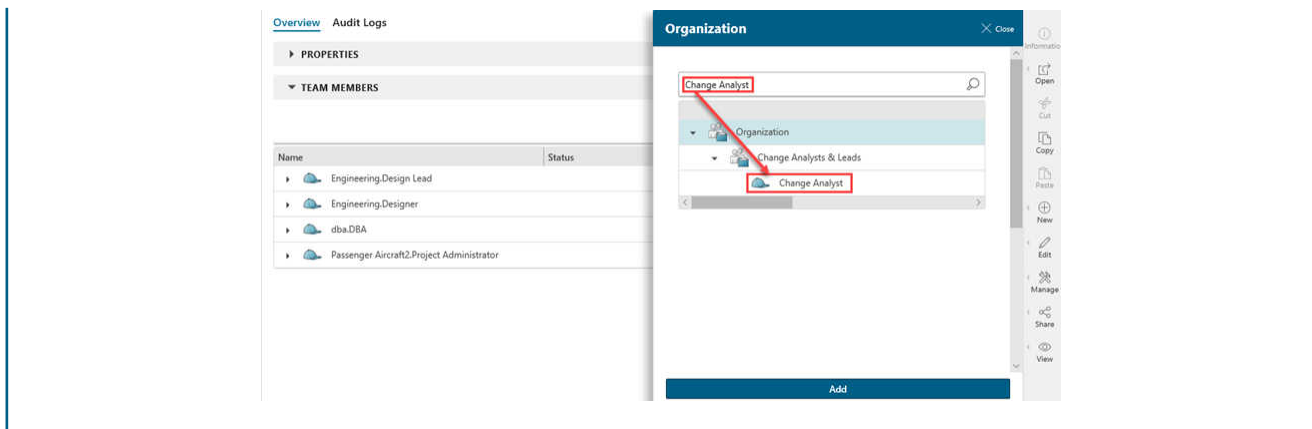 Overview Audit Logs
PROPERTIES
TEAM MEMBERS
Name Status
Engineering.Design Lead
Engineering.Designer
dba.DBA
Passenger Aircraft2.Project Administrator
Organization
Close
Change Analyst
Organization
Change Analysts & Leads
Change Analyst
Add
Informatio
Open
Cut
Copy
Paste
New
Edit
Manage
Share
View